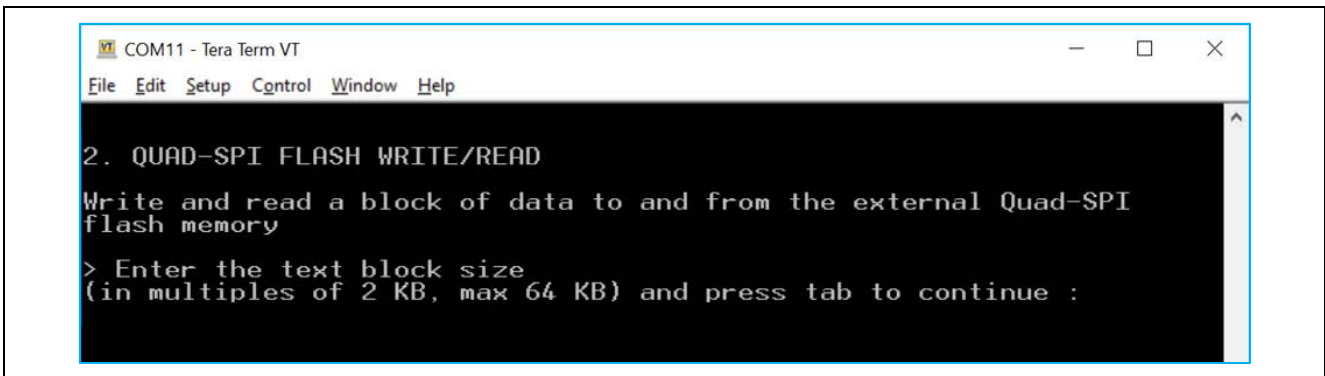 COM11 - Tera Term VT
File Edit Setup Control Window Help
2. QUAD-SPI FLASH WRITE/READ
Write and read a block of data to and from the external Quad-SPI
flash memory
> Enter the text block size
(in multiples of 2 KB, max 64 KB) and press tab to continue :